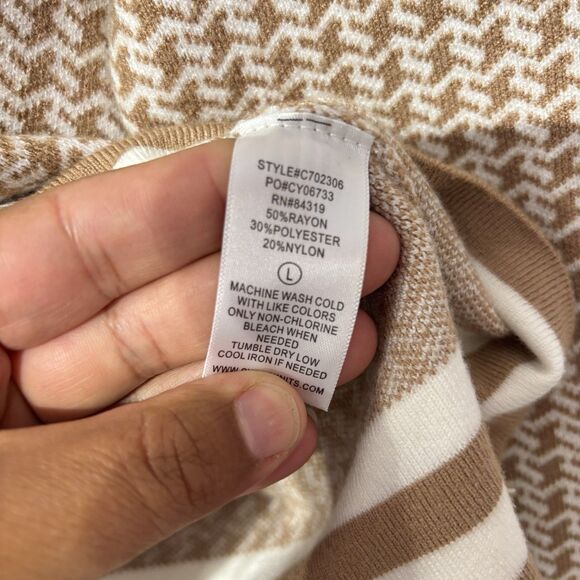 STYLE#C702306
PO#CY06733
RN#84319
50%RAYON
30%POLYESTER
20%NYLON
L
MACHINE WASH COLD
WITH LIKE COLORS
ONLY NON-CHLORINE
BLEACH WHEN
NEEDED
TUMBLE DRY LOW
COOL IRON IF NEEDED